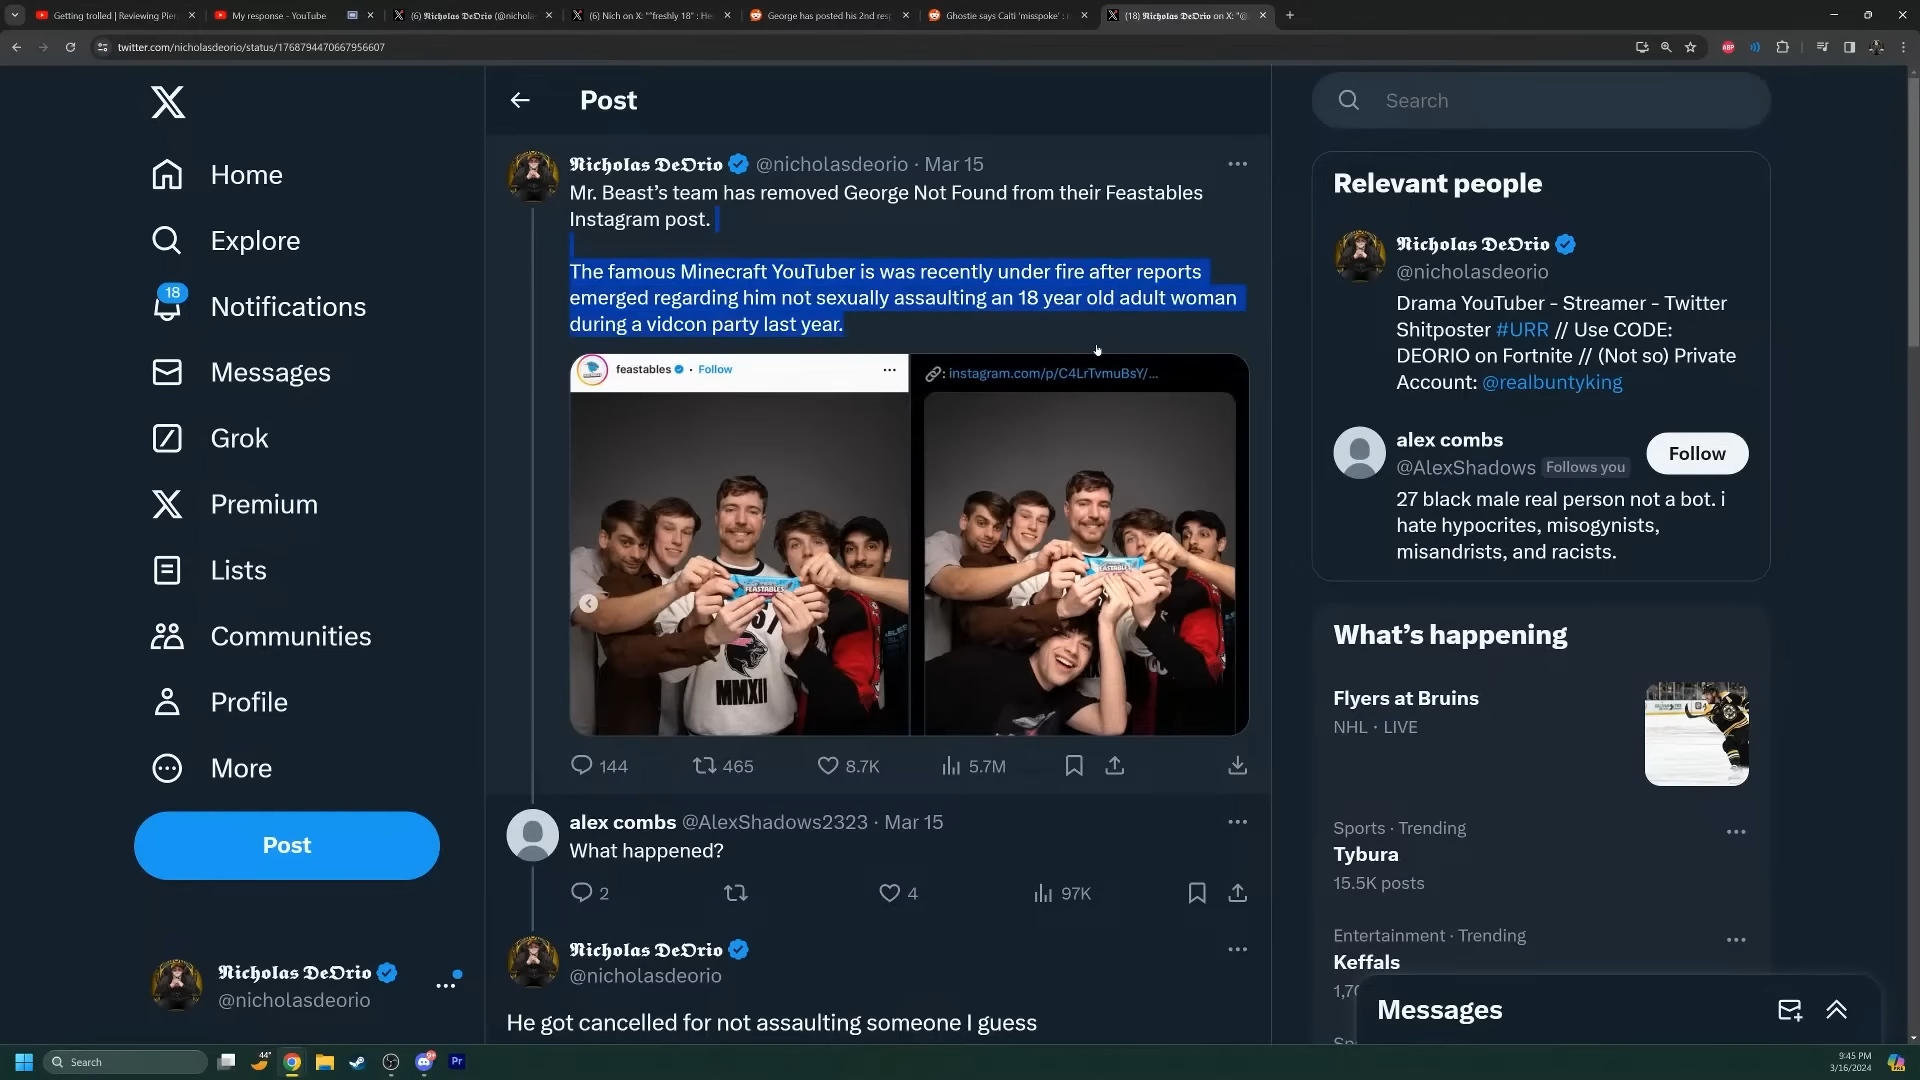 Getting trolled | Reviewing Pier
My response - YouTube
(6) 𝕹𝖎𝖈𝖍𝖔𝖑𝖆𝖘 𝕯𝖊𝕺𝖗𝖎𝖔 (@nichola
(6) Nich on X: "“freshly 18” : He
George has posted his 2nd resp
Ghostie says Caiti 'misspoke' :
(18) 𝕹𝖎𝖈𝖍𝖔𝖑𝖆𝖘 𝕯𝖊𝕺𝖗𝖎𝖔 on X: "@
twitter.com/nicholasdeorio/status/1768794470667956607
ABP
Home
Explore
18
Notifications
Messages
Grok
Premium
Lists
Communities
Profile
More
Post
𝕹𝖎𝖈𝖍𝖔𝖑𝖆𝖘 𝕯𝖊𝕺𝖗𝖎𝖔
@nicholasdeorio
Post
𝕹𝖎𝖈𝖍𝖔𝖑𝖆𝖘 𝕯𝖊𝕺𝖗𝖎𝖔 @nicholasdeorio · Mar 15
Mr. Beast’s team has removed George Not Found from their Feastables
Instagram post.
The famous Minecraft YouTuber is was recently under fire after reports
emerged regarding him not sexually assaulting an 18 year old adult woman
during a vidcon party last year.
feastables · Follow
: instagram.com/p/C4LrTvmuBsY/...
FEASTABLES
MMXII
FEASTABLES
144 465 8.7K 5.7M
alex combs @AlexShadows2323 · Mar 15
What happened?
2 4 97K
𝕹𝖎𝖈𝖍𝖔𝖑𝖆𝖘 𝕯𝖊𝕺𝖗𝖎𝖔
@nicholasdeorio
He got cancelled for not assaulting someone I guess
Search
Relevant people
𝕹𝖎𝖈𝖍𝖔𝖑𝖆𝖘 𝕯𝖊𝕺𝖗𝖎𝖔
@nicholasdeorio
Drama YouTuber - Streamer - Twitter
Shitposter #URR // Use CODE:
DEORIO on Fortnite // (Not so) Private
Account: @realbuntyking
alex combs
@AlexShadows Follows you
Follow
27 black male real person not a bot. i
hate hypocrites, misogynists,
misandrists, and racists.
What’s happening
Flyers at Bruins
NHL · LIVE
Sports · Trending
Tybura
15.5K posts
Entertainment · Trending
Keffals
Messages
Search
44°
Pr
9:45 PM
3/16/2024